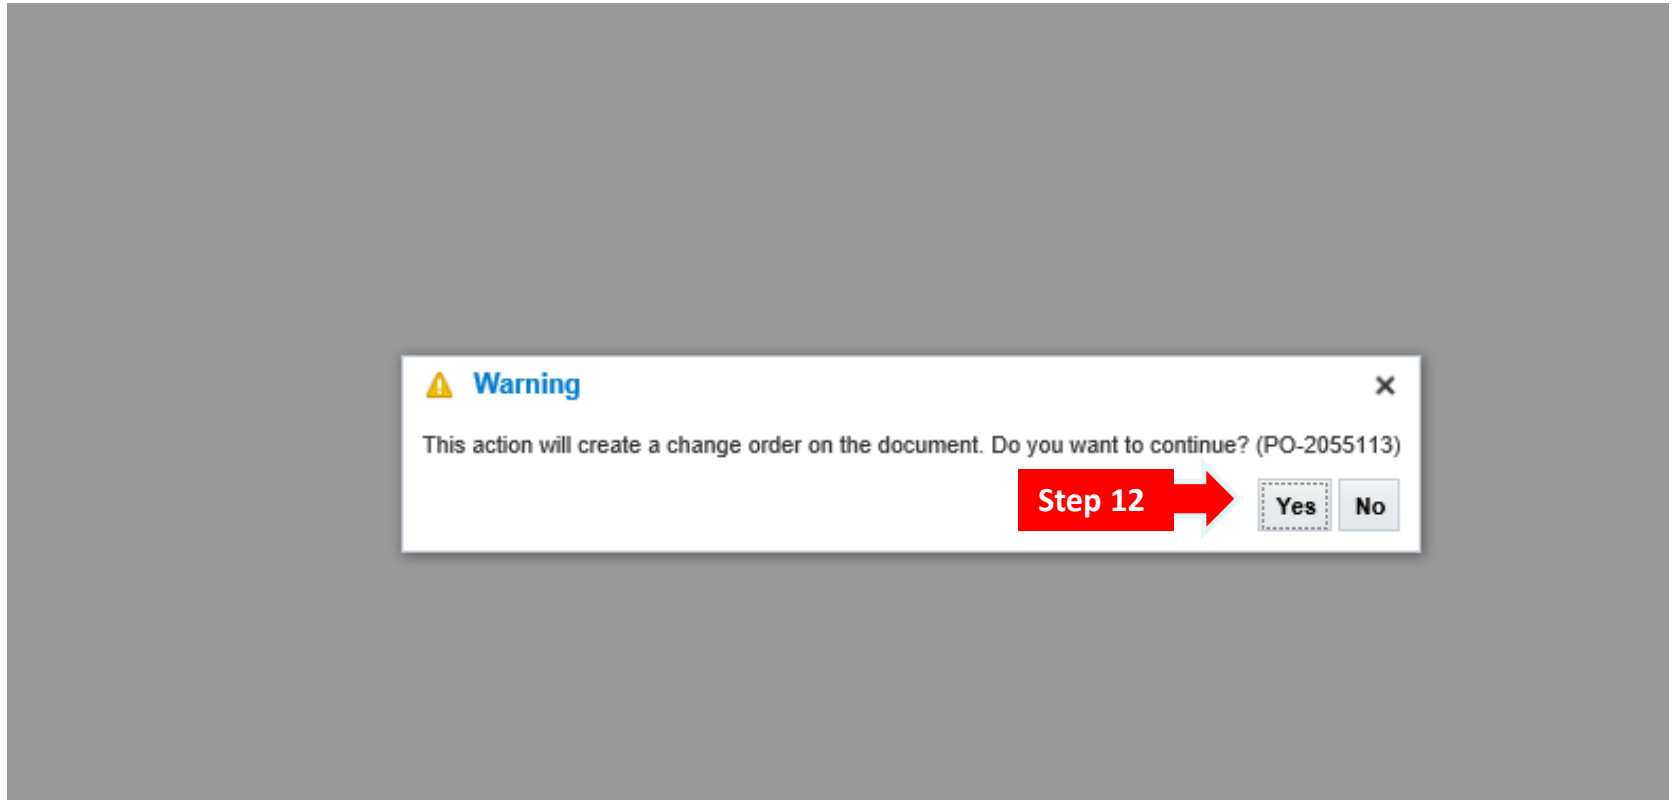 Warning
This action will create a change order on the document. Do you want to continue? (PO-2055113)
Step 12
Yes No